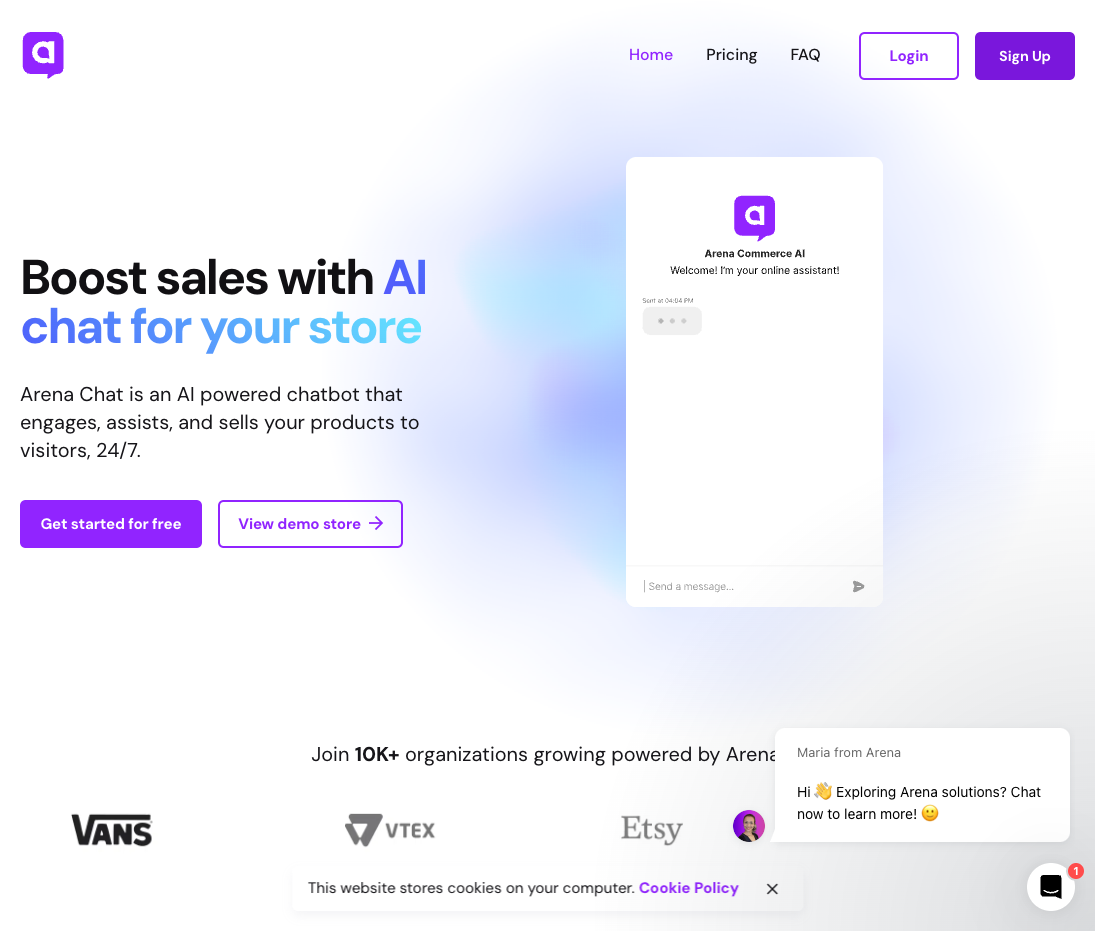 a
Home
Pricing
FAQ
Login
Sign Up
a
Arena Commerce AI
Welcome! I'm your online assistant!
Sent at 04:04 PM
Boost sales with AI
chat for your store
Arena Chat is an AI powered chatbot that
engages, assists, and sells your products to
visitors, 24/7.
Get started for free
View demo store →
Send a message...
Join 10K+ organizations growing powered by Arena
Maria from Arena
Hi 👋 Exploring Arena solutions? Chat
now to learn more! 🙂
VANS
VTEX
Etsy
This website stores cookies on your computer. Cookie Policy
1